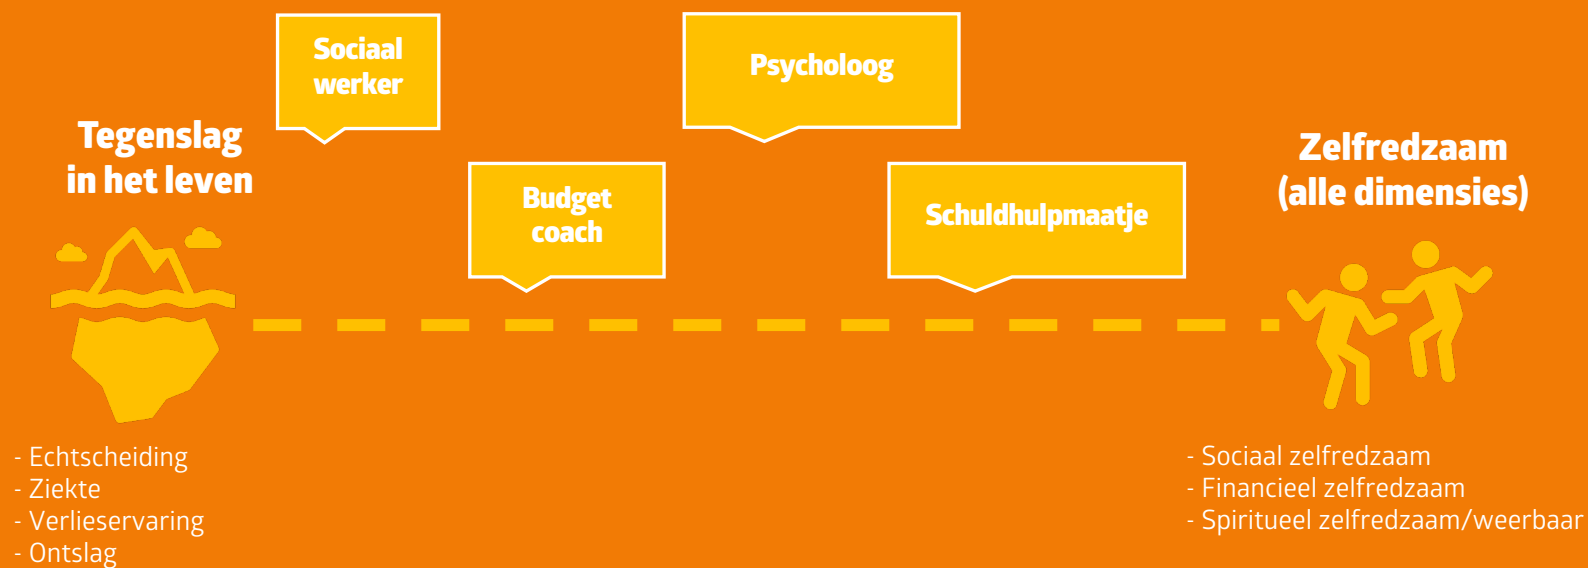 Sociaal
werker
Psycholoog
Tegenslag
in het leven
Budget
coach
Schuldhulpmaatje
Zelfredzaam
(alle dimensies)
- Echtscheiding
- Ziekte
- Verlieservaring
- Ontslag
- Sociaal zelfredzaam
- Financieel zelfredzaam
- Spiritueel zelfredzaam/weerbaar